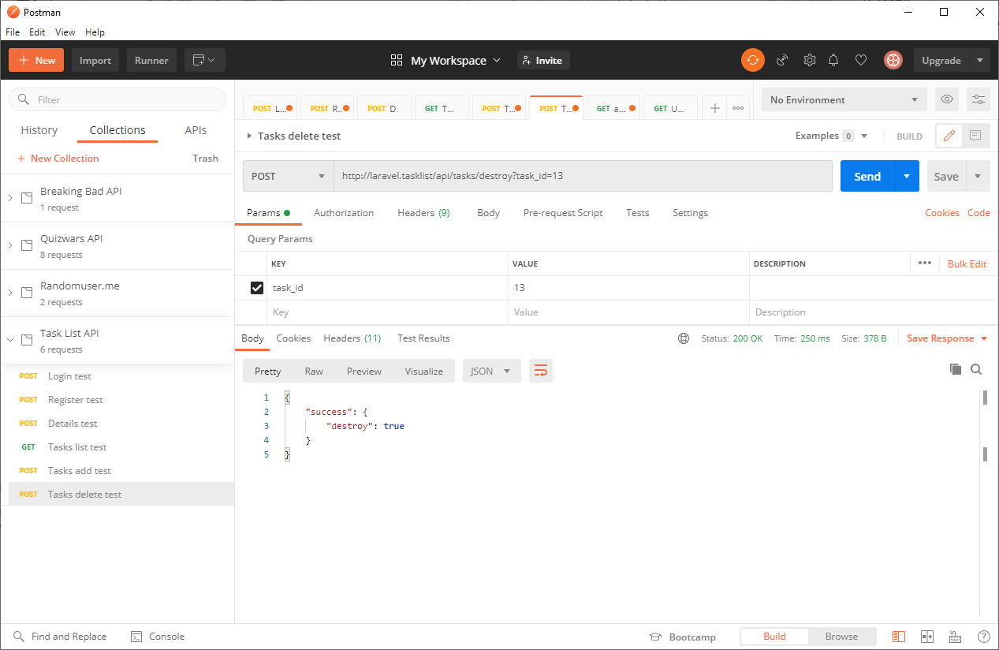 Postman
File Edit View Help
New Import Runner My Workspace Invite Upgrade
Filter
History Collections APIs
New Collection Trash
Breaking Bad API
1 request
Quizwars API
8 requests
Randomuser.me
2 requests
Task List API
6 requests
POST Login test
POST Register test
POST Details test
GET Tasks list test
POST Tasks add test
POST Tasks delete test
POST L... POST R.. POST D. GET T... POST T... POST T... GET a... GET U... No Environment
Tasks delete test Examples 0 BUILD
POST http://laravel.tasklist/api/tasks/destroy?task_id=13 Send Save
Params Authorization Headers (9) Body Pre-request Script Tests Settings Cookies Code
Query Params
KEY VALUE DESCRIPTION Bulk Edit
task_id 13
Key Value Description
Body Cookies Headers (11) Test Results Status: 200 OK Time: 250 ms Size: 378 B Save Response
Pretty Raw Preview Visualize JSON
1 {
2 "success": {
3 "destroy": true
4 }
5 }
Find and Replace Console Bootcamp Build Browse